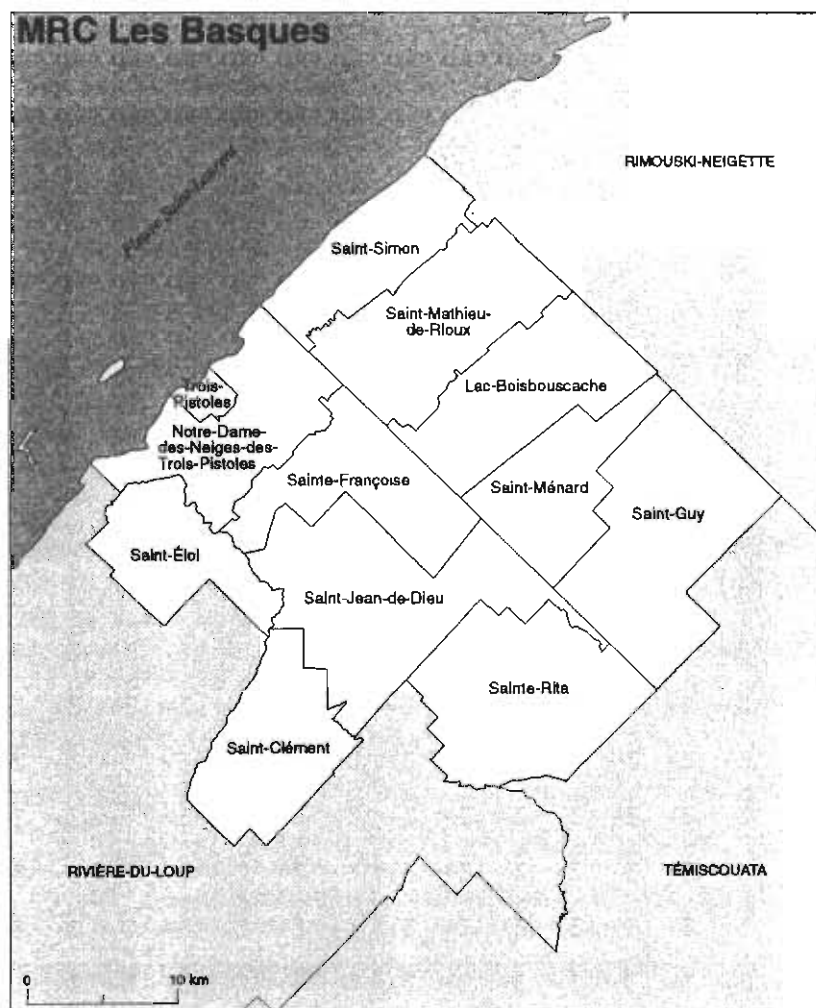 MRC Les Basques
RIMOUSKI-NEIGETTE
Fleuve Saint-Laurent
Saint-Simon
Saint-Mathieu-
de-Rioux
Lac-Boisbouscache
Trois-
Pistoles
Notre-Dame-
des-Neiges-des-
Trois-Pistoles
Sainte-Françoise
Saint-Ménard
Saint-Guy
Saint-Éloi
Saint-Jean-de-Dieu
Sainte-Rita
Saint-Clément
RIVIÈRE-DU-LOUP
TÉMISCOUATA
0
10 km